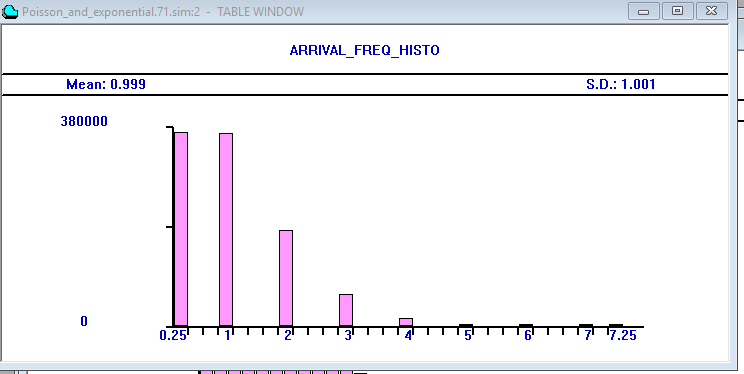 Poisson_and_exponential.71.sim:2 - TABLE WINDOW
ARRIVAL_FREQ_HISTO
Mean: 0.999 S.D.: 1.001
380000
0
0.25 1 2 3 4 5 6 7 7.25